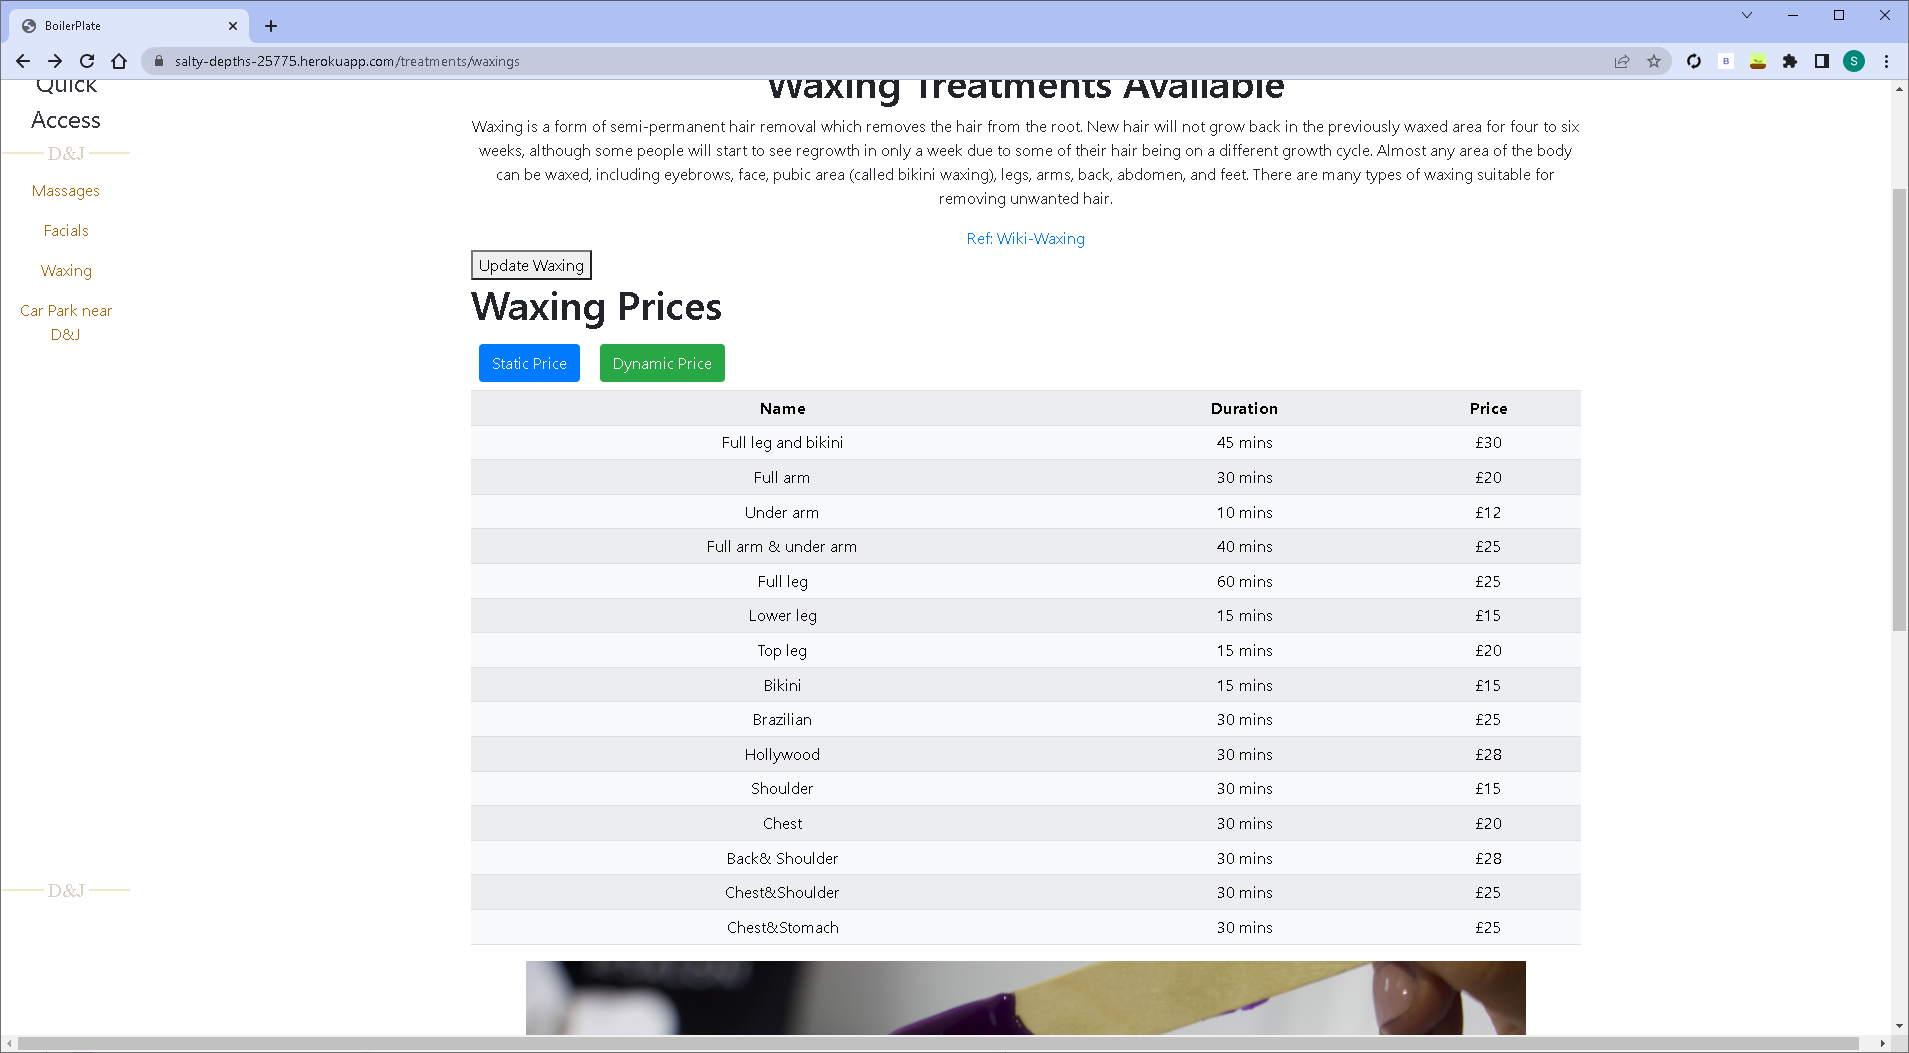 BoilerPlate
salty-depths-25775.herokuapp.com/treatments/waxings
B
S
Quick
Access
D&J
Massages
Facials
Waxing
Car Park near
D&J
D&J
Waxing Treatments Available
Waxing is a form of semi-permanent hair removal which removes the hair from the root. New hair will not grow back in the previously waxed area for four to six
weeks, although some people will start to see regrowth in only a week due to some of their hair being on a different growth cycle. Almost any area of the body
can be waxed, including eyebrows, face, pubic area (called bikini waxing), legs, arms, back, abdomen, and feet. There are many types of waxing suitable for
removing unwanted hair.
Ref: Wiki-Waxing
Update Waxing
Waxing Prices
Static Price Dynamic Price
Name Duration Price
Full leg and bikini 45 mins £30
Full arm 30 mins £20
Under arm 10 mins £12
Full arm & under arm 40 mins £25
Full leg 60 mins £25
Lower leg 15 mins £15
Top leg 15 mins £20
Bikini 15 mins £15
Brazilian 30 mins £25
Hollywood 30 mins £28
Shoulder 30 mins £15
Chest 30 mins £20
Back& Shoulder 30 mins £28
Chest&Shoulder 30 mins £25
Chest&Stomach 30 mins £25